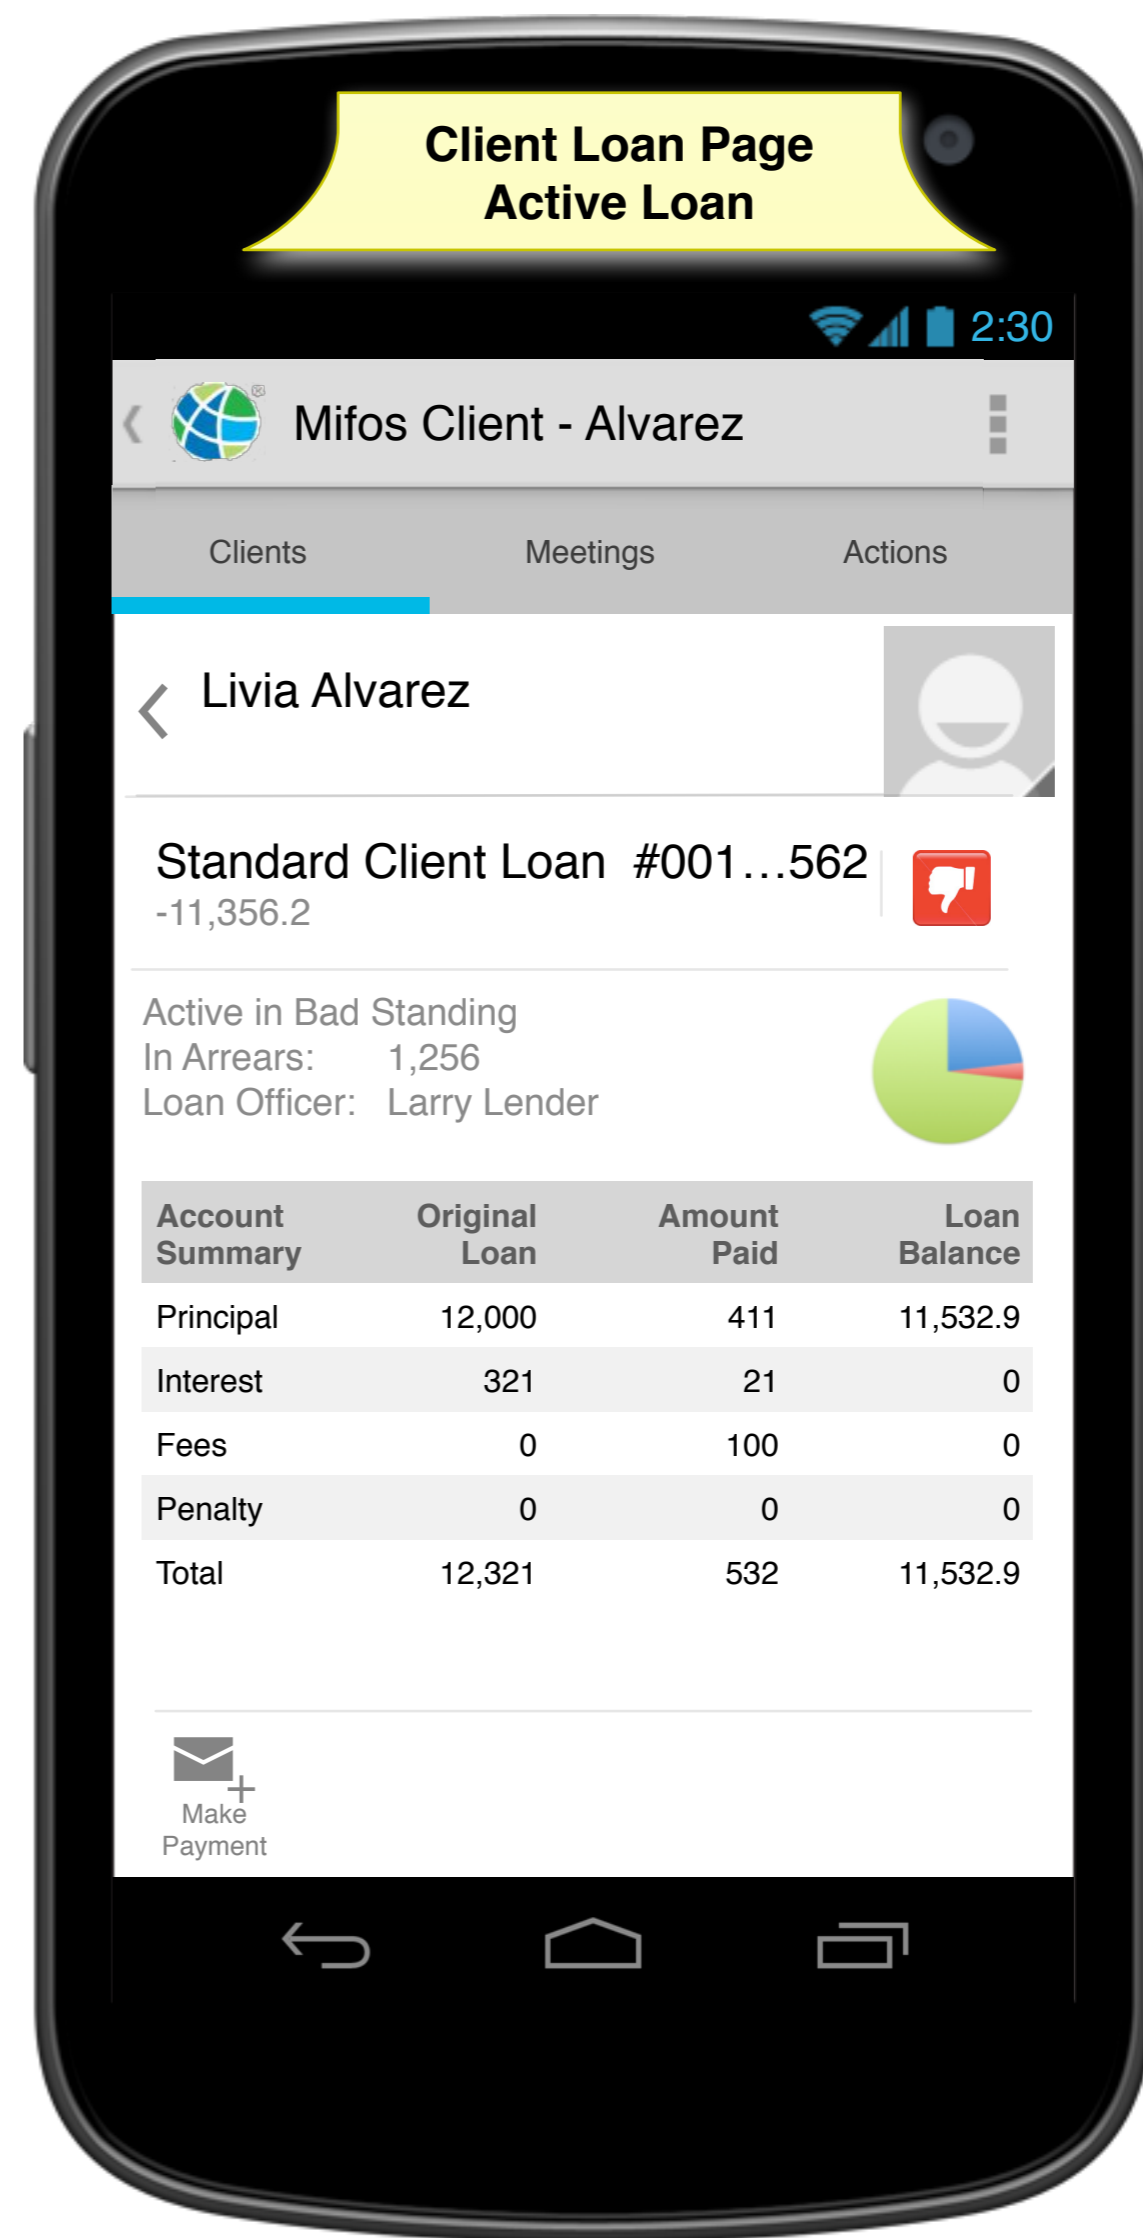 Client Loan Page
Active Loan
2:30
Mifos Client - Alvarez
Clients Meetings Actions
Livia Alvarez
Standard Client Loan #001...562
-11,356.2
Active in Bad Standing
In Arrears: 1,256
Loan Officer: Larry Lender
Account Summary Original Loan Amount Paid Loan Balance
Principal 12,000 411 11,532.9
Interest 321 21 0
Fees 0 100 0
Penalty 0 0 0
Total 12,321 532 11,532.9
Make
Payment